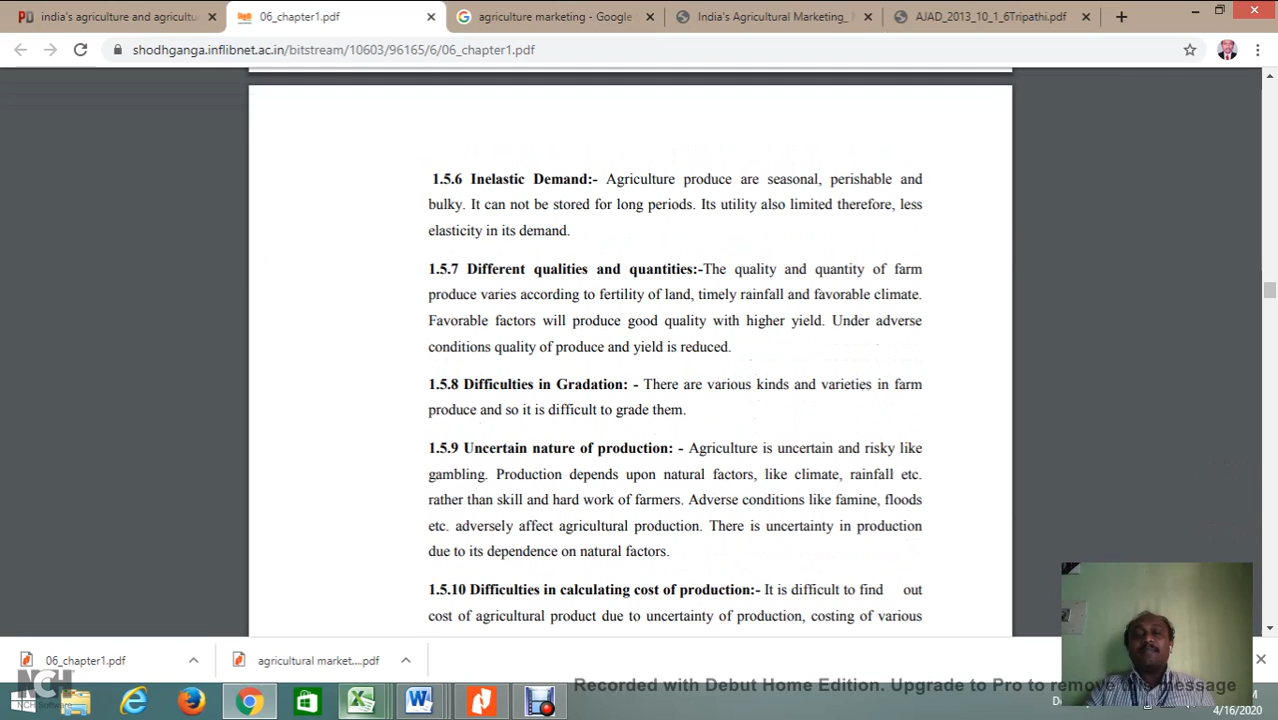 india's agriculture and agricultu
06_chapter1.pdf
agriculture marketing - Google
India's Agricultural Marketing_
AJAD_2013_10_1_6Tripathi.pdf
shodhganga.inflibnet.ac.in/bitstream/10603/96165/6/06_chapter1.pdf
1.5.6 Inelastic Demand:- Agriculture produce are seasonal, perishable and
bulky. It can not be stored for long periods. Its utility also limited therefore, less
elasticity in its demand.
1.5.7 Different qualities and quantities:-The quality and quantity of farm
produce varies according to fertility of land, timely rainfall and favorable climate.
Favorable factors will produce good quality with higher yield. Under adverse
conditions quality of produce and yield is reduced.
1.5.8 Difficulties in Gradation: - There are various kinds and varieties in farm
produce and so it is difficult to grade them.
1.5.9 Uncertain nature of production: - Agriculture is uncertain and risky like
gambling. Production depends upon natural factors, like climate, rainfall etc.
rather than skill and hard work of farmers. Adverse conditions like famine, floods
etc. adversely affect agricultural production. There is uncertainty in production
due to its dependence on natural factors.
1.5.10 Difficulties in calculating cost of production:- It is difficult to find out
cost of agricultural product due to uncertainty of production, costing of various
06_chapter1.pdf
agricultural market....pdf
NCH
NCH Software
Recorded with Debut Home Edition. Upgrade to Pro to remove this message
4/16/2020